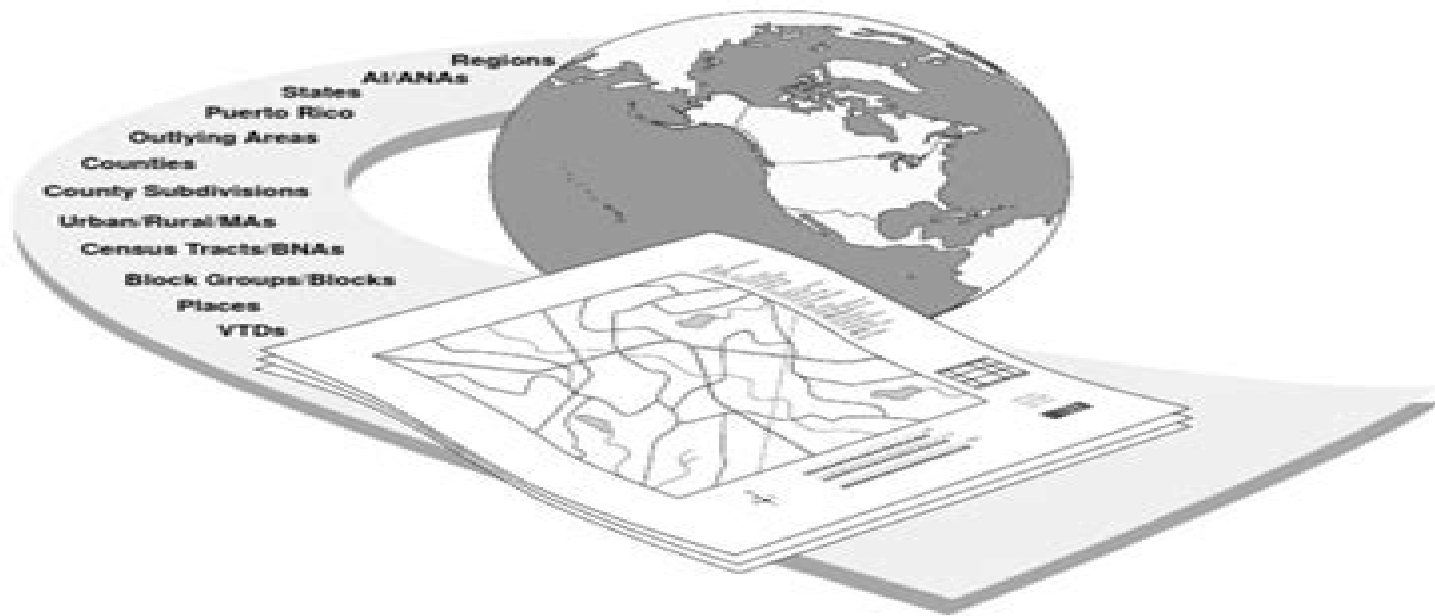 Regions
AI/ANAs
States
Puerto Rico
Outlying Areas
Counties
County Subdivisions
Urban/Rural/MAs
Census Tracts/BNAs
Block Groups/Blocks
Places
VTDs